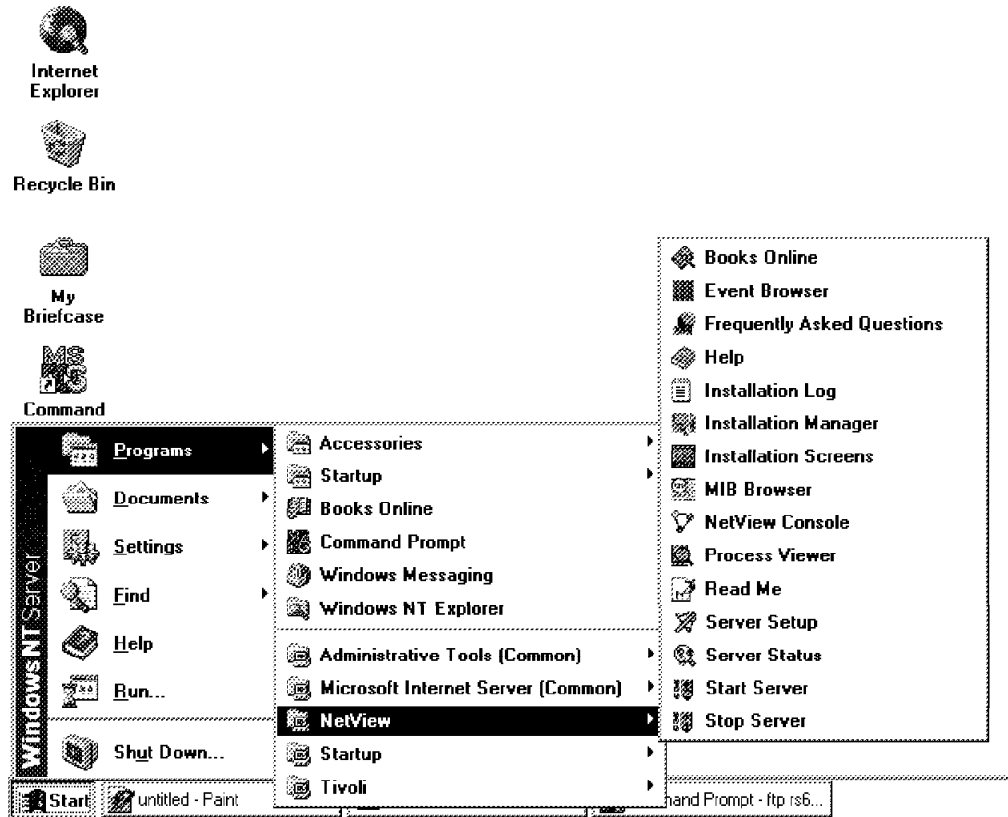 Internet
Explorer
Recycle Bin
My
Briefcase
MS
Command
Windows NT Server
Programs
Documents
Settings
Find
Help
Run...
Shut Down...
Accessories
Startup
Books Online
Command Prompt
Windows Messaging
Windows NT Explorer
Administrative Tools (Common)
Microsoft Internet Server (Common)
NetView
Startup
Tivoli
Books Online
Event Browser
Frequently Asked Questions
Help
Installation Log
Installation Manager
Installation Screens
MIB Browser
NetView Console
Process Viewer
Read Me
Server Setup
Server Status
Start Server
Stop Server
Start
untitled - Paint
Prompt - ftp rs6...